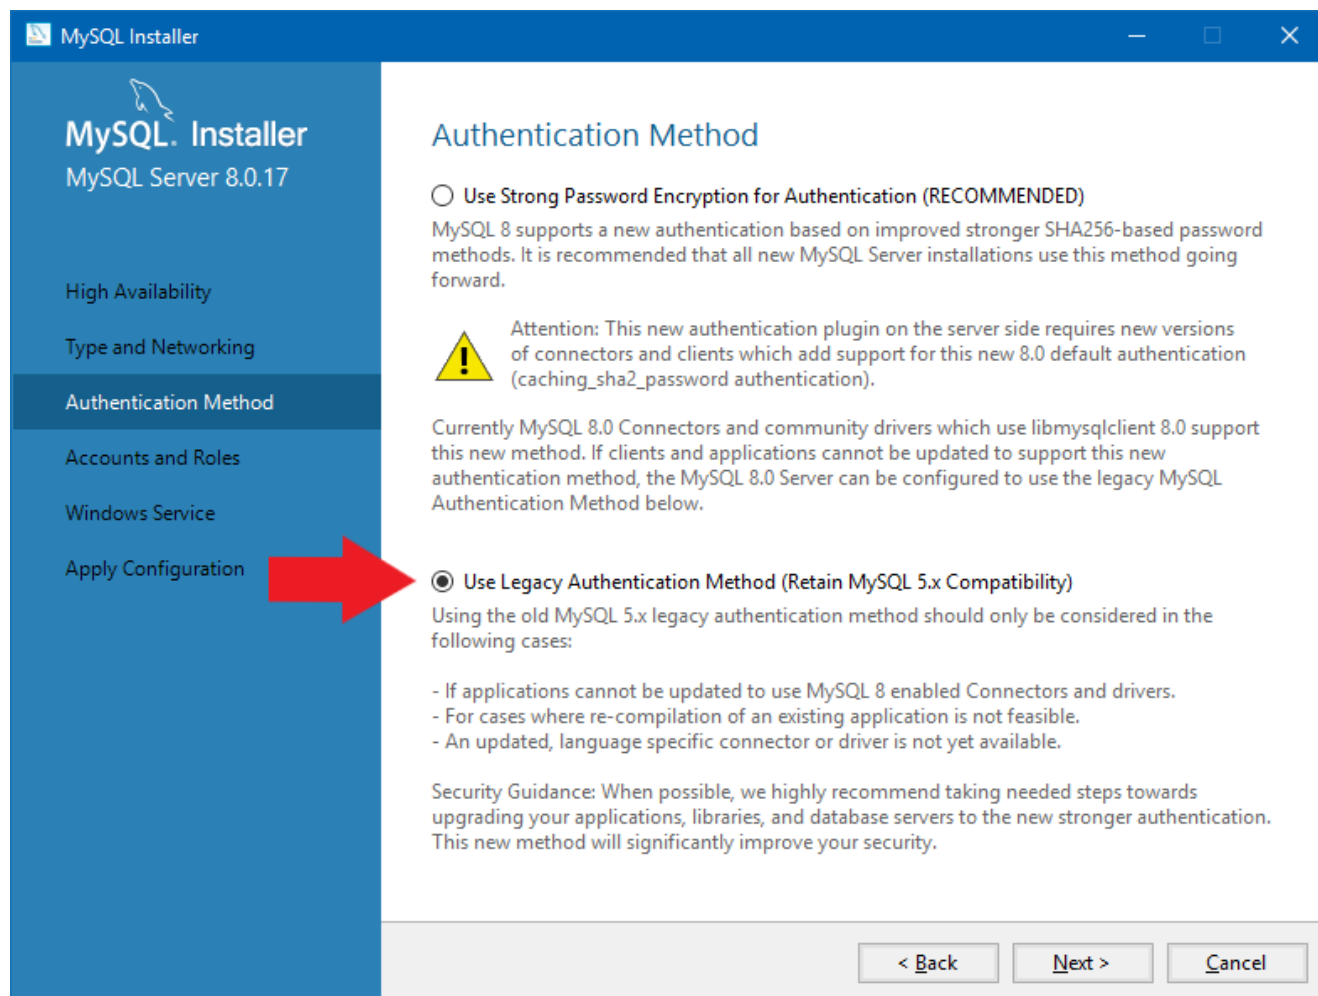 MySQL Installer
MySQL. Installer
MySQL Server 8.0.17
High Availability
Type and Networking
Authentication Method
Accounts and Roles
Windows Service
Apply Configuration
Authentication Method
Use Strong Password Encryption for Authentication (RECOMMENDED)
MySQL 8 supports a new authentication based on improved stronger SHA256-based password
methods. It is recommended that all new MySQL Server installations use this method going
forward.
Attention: This new authentication plugin on the server side requires new versions
of connectors and clients which add support for this new 8.0 default authentication
(caching_sha2_password authentication).
Currently MySQL 8.0 Connectors and community drivers which use libmysqlclient 8.0 support
this new method. If clients and applications cannot be updated to support this new
authentication method, the MySQL 8.0 Server can be configured to use the legacy MySQL
Authentication Method below.
Use Legacy Authentication Method (Retain MySQL 5.x Compatibility)
Using the old MySQL 5.x legacy authentication method should only be considered in the
following cases:
- If applications cannot be updated to use MySQL 8 enabled Connectors and drivers.
- For cases where re-compilation of an existing application is not feasible.
- An updated, language specific connector or driver is not yet available.
Security Guidance: When possible, we highly recommend taking needed steps towards
upgrading your applications, libraries, and database servers to the new stronger authentication.
This new method will significantly improve your security.
< Back
Next >
Cancel